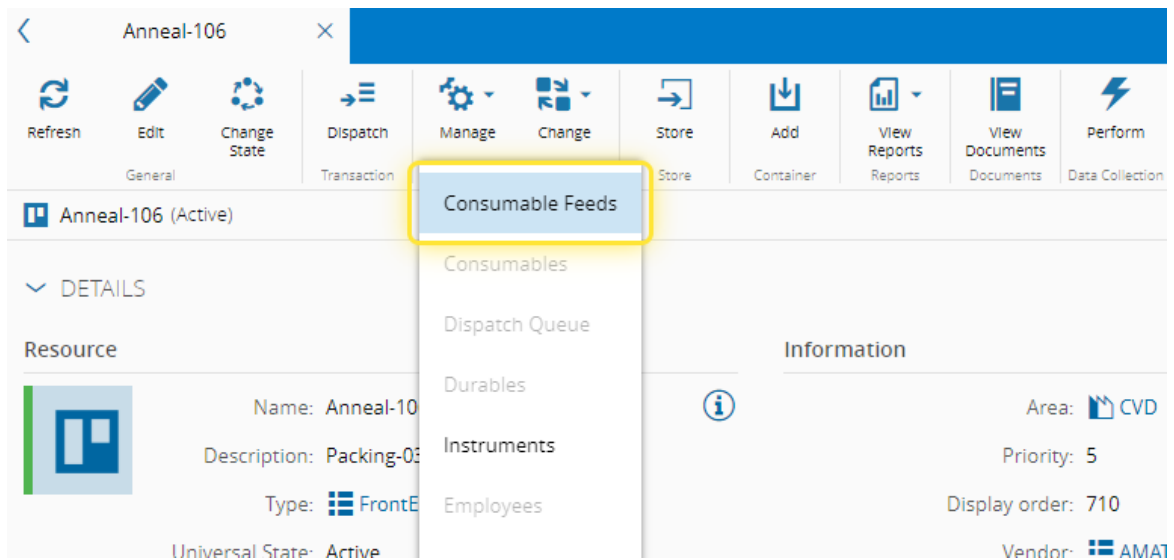 Anneal-106
Refresh
Edit
Change State
Dispatch
Manage
Change
Store
Add
View Reports
View Documents
Perform
General
Transaction
Store
Container
Reports
Documents
Data Collection
Anneal-106 (Active)
Consumable Feeds
Consumables
Dispatch Queue
Durables
Instruments
Employees
DETAILS
Resource
Information
Name: Anneal-10
Description: Packing-03
Type: FrontE
Universal State: Active
Area: CVD
Priority: 5
Display order: 710
Vendor: AMAT